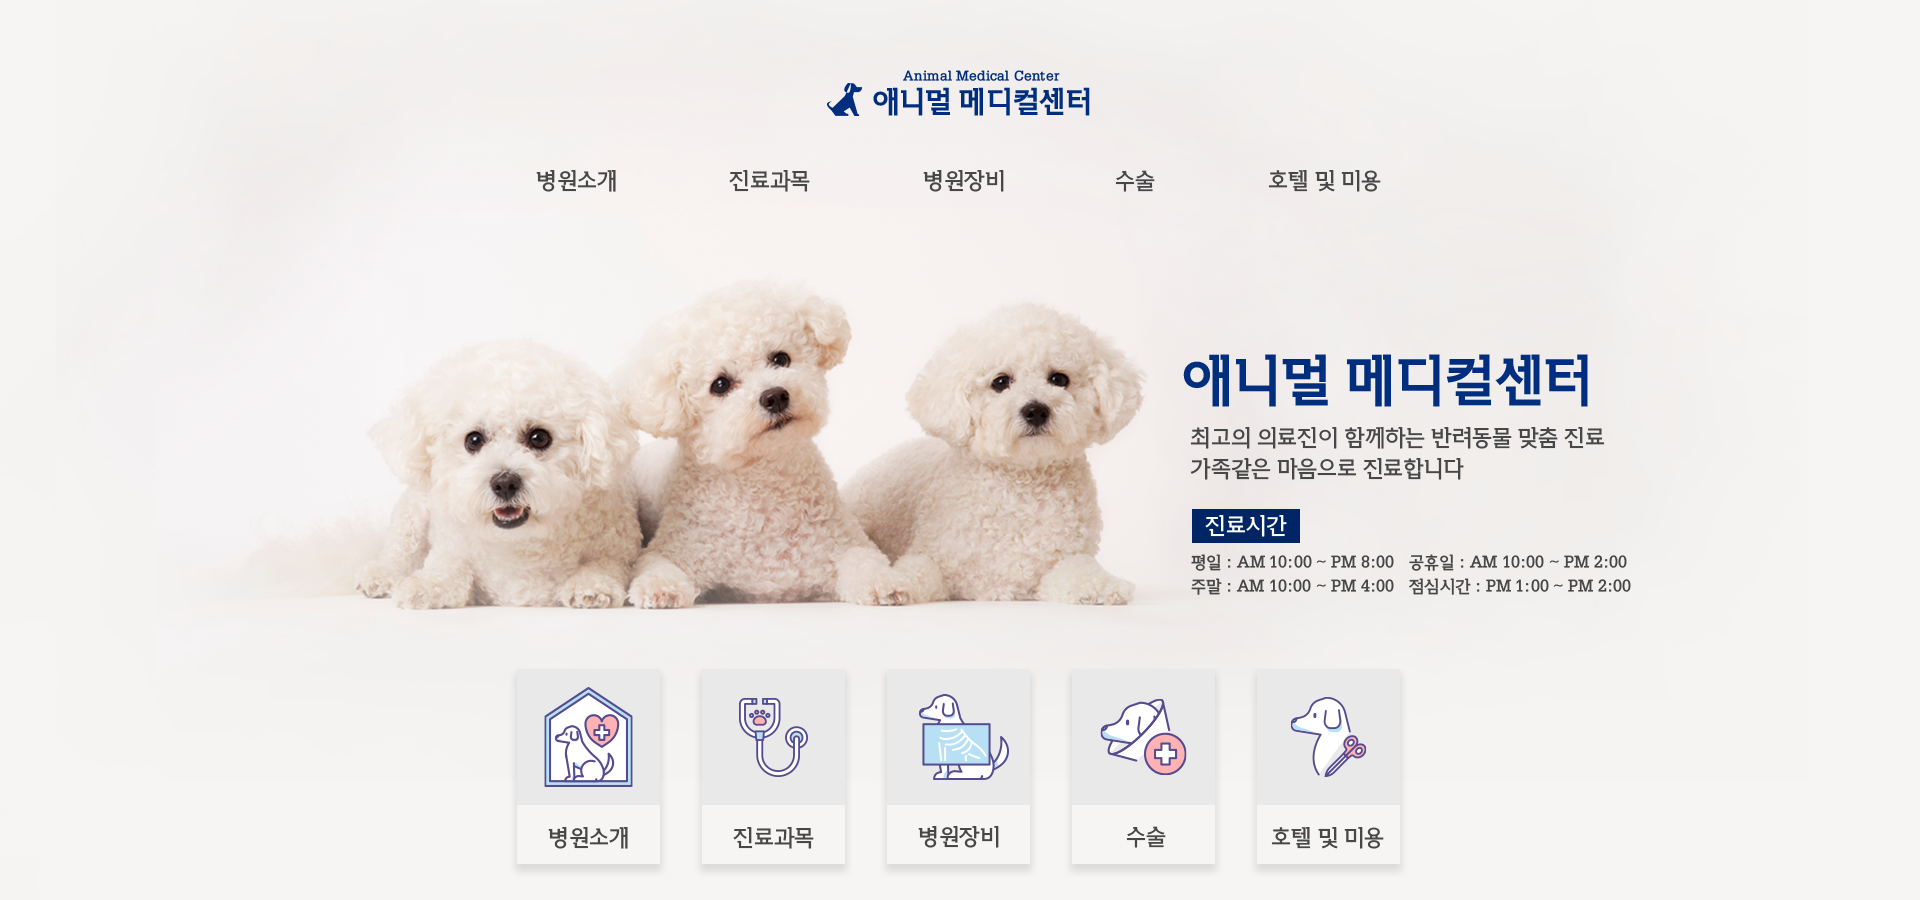 Animal Medical Center
애니멀 메디컬센터
병원소개 진료과목 병원장비 수술 호텔 및 미용
애니멀 메디컬센터
최고의 의료진이 함께하는 반려동물 맞춤 진료
가족같은 마음으로 진료합니다
진료시간
평일 : AM 10:00 ~ PM 8:00 공휴일 : AM 10:00 ~ PM 2:00
주말 : AM 10:00 ~ PM 4:00 점심시간 : PM 1:00 ~ PM 2:00
병원소개 진료과목 병원장비 수술 호텔 및 미용